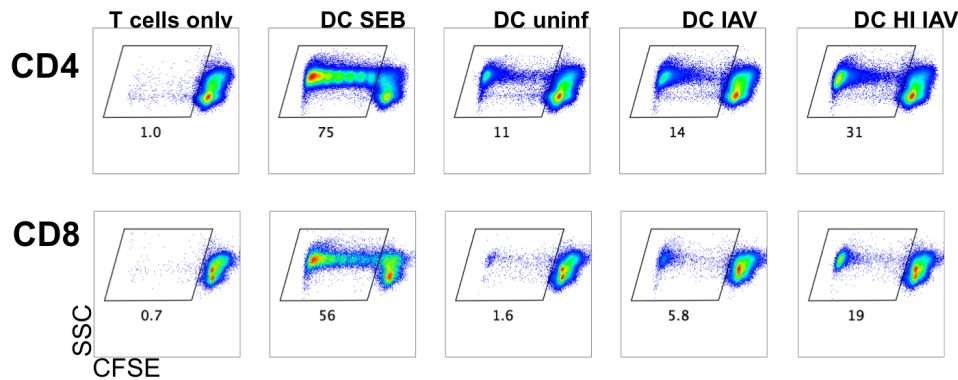 T cells only DC SEB DC uninf DC IAV DC HI IAV
CD4
1.0 75 11 14 31
CD8
0.7 56 1.6 5.8 19
SSC
CFSE